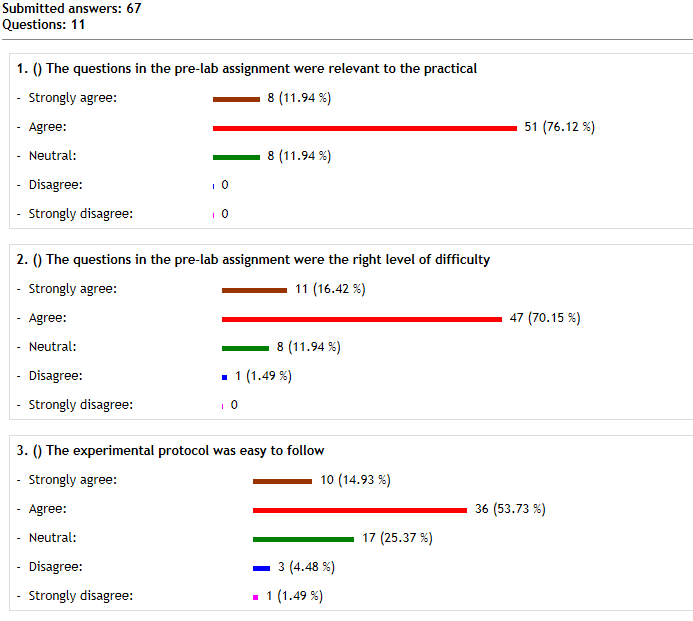 Submitted answers: 67
Questions: 11
1. () The questions in the pre-lab assignment were relevant to the practical
- Strongly agree: 8 (11.94 %)
- Agree: 51 (76.12 %)
- Neutral: 8 (11.94 %)
- Disagree: 0
- Strongly disagree: 0
2. () The questions in the pre-lab assignment were the right level of difficulty
- Strongly agree: 11 (16.42 %)
- Agree: 47 (70.15 %)
- Neutral: 8 (11.94 %)
- Disagree: 1 (1.49 %)
- Strongly disagree: 0
3. () The experimental protocol was easy to follow
- Strongly agree: 10 (14.93 %)
- Agree: 36 (53.73 %)
- Neutral: 17 (25.37 %)
- Disagree: 3 (4.48 %)
- Strongly disagree: 1 (1.49 %)